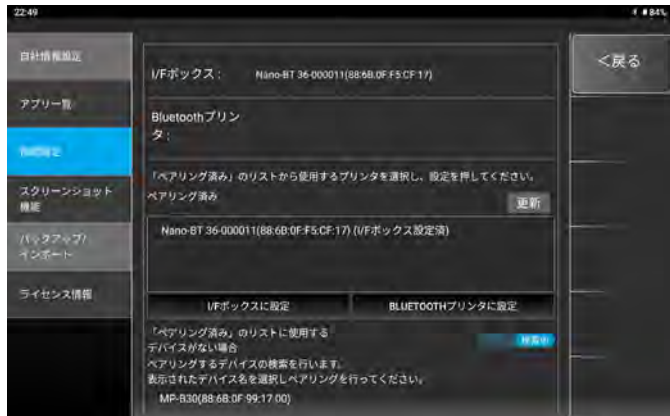 22:49
84%
自社情報設定
アプリ一覧
接続設定
スクリーンショット
機能
バックアップ/
インポート
ライセンス情報
<戻る
I/Fボックス : Nano-BT 36-000011(88:6B:0F:F5:CF:17)
Bluetoothプリン
タ :
「ペアリング済み」のリストから使用するプリンタを選択し、設定を押してください。
ペアリング済み
更新
Nano-BT 36-000011(88:6B:0F:F5:CF:17) (I/Fボックス設定済)
I/Fボックスに設定
BLUETOOTHプリンタに設定
「ペアリング済み」のリストに使用する
デバイスがない場合
ペアリングするデバイスの検索を行います。
表示されたデバイス名を選択しペアリングを行ってください。
検索中
MP-B30(88:6B:0F:99:17:00)